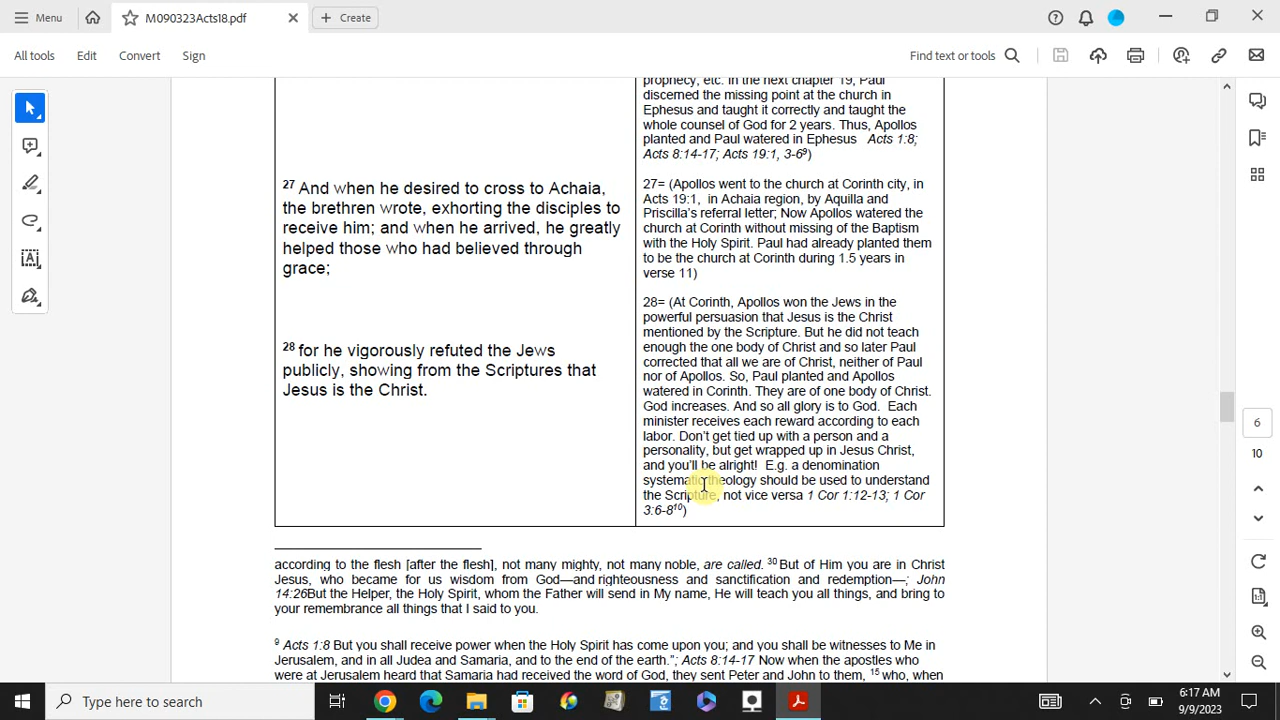 Menu
M090323Acts18.pdf
Create
All tools
Edit
Convert
Sign
Find text or tools
27 And when he desired to cross to Achaia,
the brethren wrote, exhorting the disciples to
receive him; and when he arrived, he greatly
helped those who had believed through
grace;
28 for he vigorously refuted the Jews
publicly, showing from the Scriptures that
Jesus is the Christ.
prophecy, etc. In the next chapter 19, Paul
discerned the missing point at the church in
Ephesus and taught it correctly and taught the
whole counsel of God for 2 years. Thus, Apollos
planted and Paul watered in Ephesus Acts 1:8;
Acts 8:14-17; Acts 19:1, 3-6⁹)
27= (Apollos went to the church at Corinth city, in
Acts 19:1, in Achaia region, by Aquilla and
Priscilla's referral letter; Now Apollos watered the
church at Corinth without missing of the Baptism
with the Holy Spirit. Paul had already planted them
to be the church at Corinth during 1.5 years in
verse 11)
28= (At Corinth, Apollos won the Jews in the
powerful persuasion that Jesus is the Christ
mentioned by the Scripture. But he did not teach
enough the one body of Christ and so later Paul
corrected that all we are of Christ, neither of Paul
nor of Apollos. So, Paul planted and Apollos
watered in Corinth. They are of one body of Christ.
God increases. And so all glory is to God. Each
minister receives each reward according to each
labor. Don't get tied up with a person and a
personality, but get wrapped up in Jesus Christ,
and you'll be alright! E.g. a denomination
systematic theology should be used to understand
the Scripture, not vice versa 1 Cor 1:12-13; 1 Cor
3:6-8¹⁰)
according to the flesh [after the flesh], not many mighty, not many noble, are called. 30 But of Him you are in Christ
Jesus, who became for us wisdom from God—and righteousness and sanctification and redemption—; John
14:26But the Helper, the Holy Spirit, whom the Father will send in My name, He will teach you all things, and bring to
your remembrance all things that I said to you.
⁹ Acts 1:8 But you shall receive power when the Holy Spirit has come upon you; and you shall be witnesses to Me in
Jerusalem, and in all Judea and Samaria, and to the end of the earth."; Acts 8:14-17 Now when the apostles who
were at Jerusalem heard that Samaria had received the word of God, they sent Peter and John to them, 15 who, when
6
10
Type here to search
6:17 AM
9/9/2023